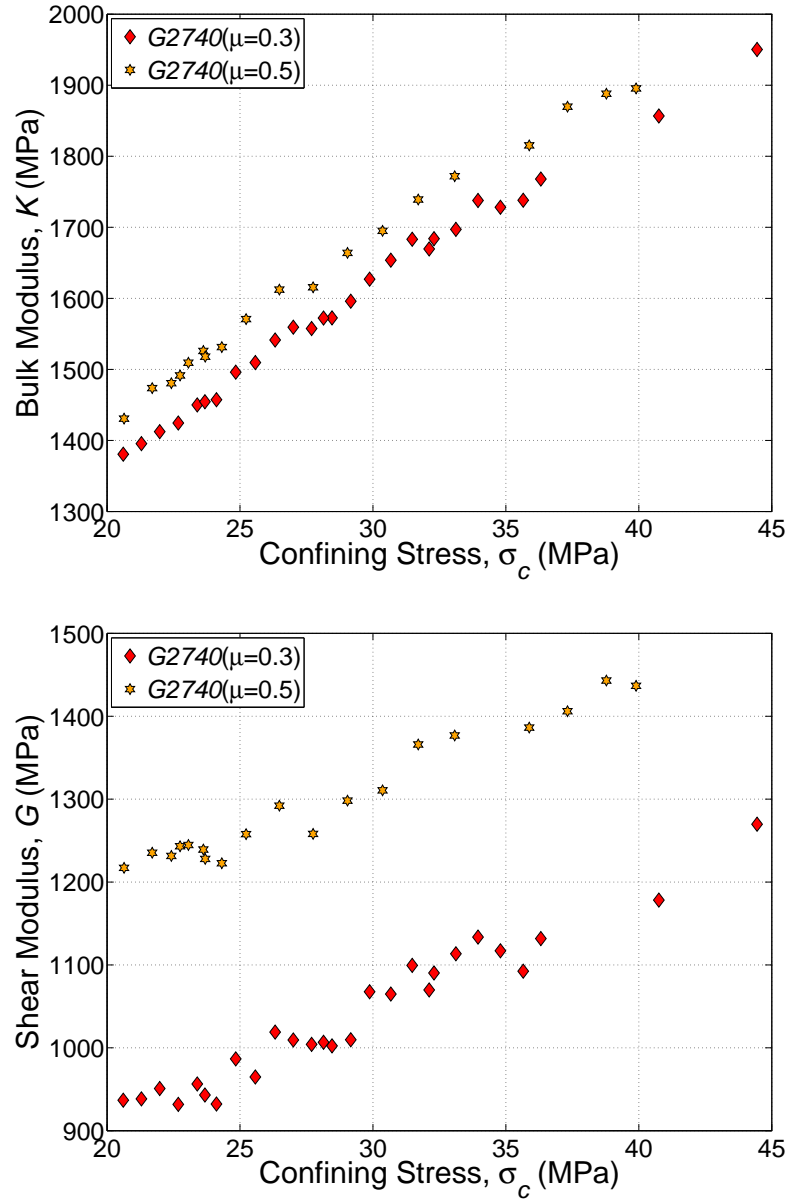 2000
1900
1800
1700
1600
1500
1400
1300
Bulk Modulus, K (MPa)
G2740(μ=0.3)
G2740(μ=0.5)
20 25 30 35 40 45
Confining Stress, σc (MPa)
1500
1400
1300
1200
1100
1000
900
Shear Modulus, G (MPa)
G2740(μ=0.3)
G2740(μ=0.5)
20 25 30 35 40 45
Confining Stress, σc (MPa)